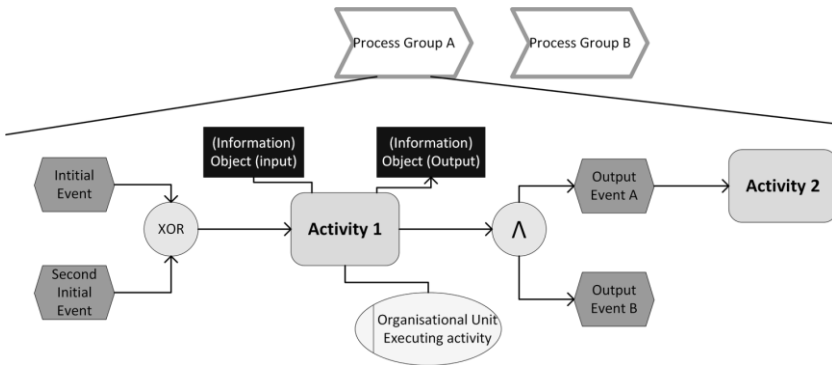 Process Group A
Process Group B
(Information)
Object (input)
(Information)
Object (Output)
Intitial
Event
XOR
Second
Initial
Event
Activity 1
Organisational Unit
Executing activity
Λ
Output
Event A
Output
Event B
Activity 2